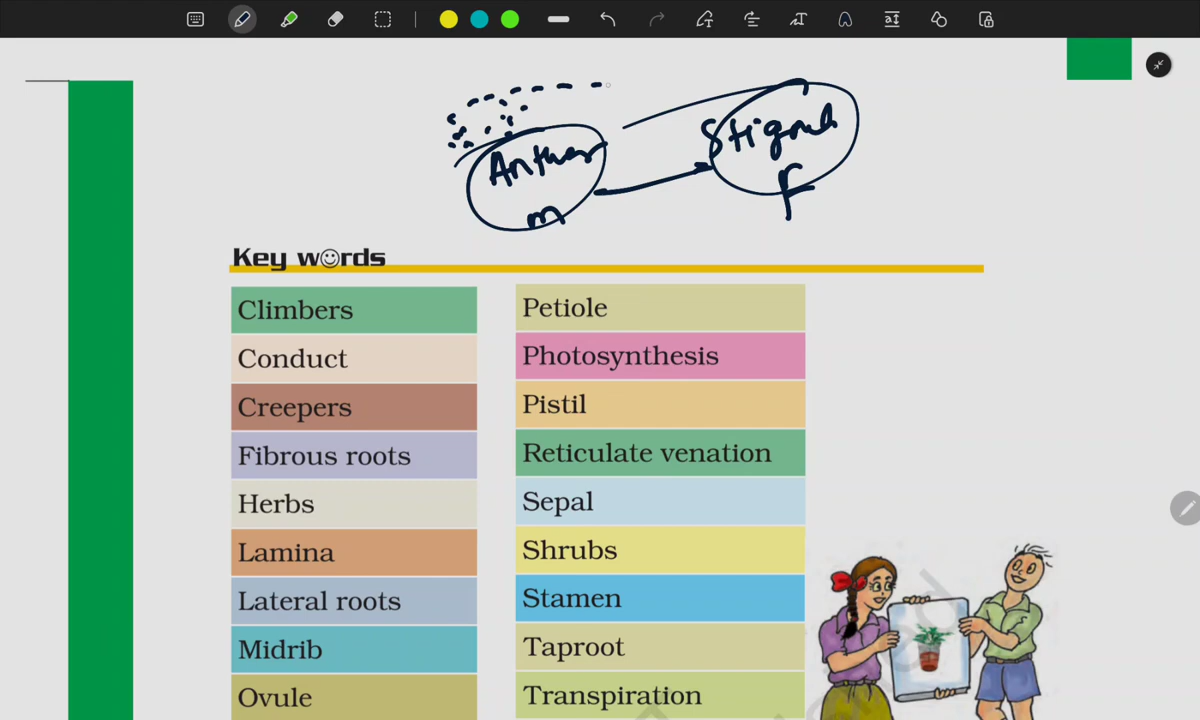 Anther
Stigma
m
F
Key words
Climbers
Conduct
Creepers
Fibrous roots
Herbs
Lamina
Lateral roots
Midrib
Ovule
Petiole
Photosynthesis
Pistil
Reticulate venation
Sepal
Shrubs
Stamen
Taproot
Transpiration